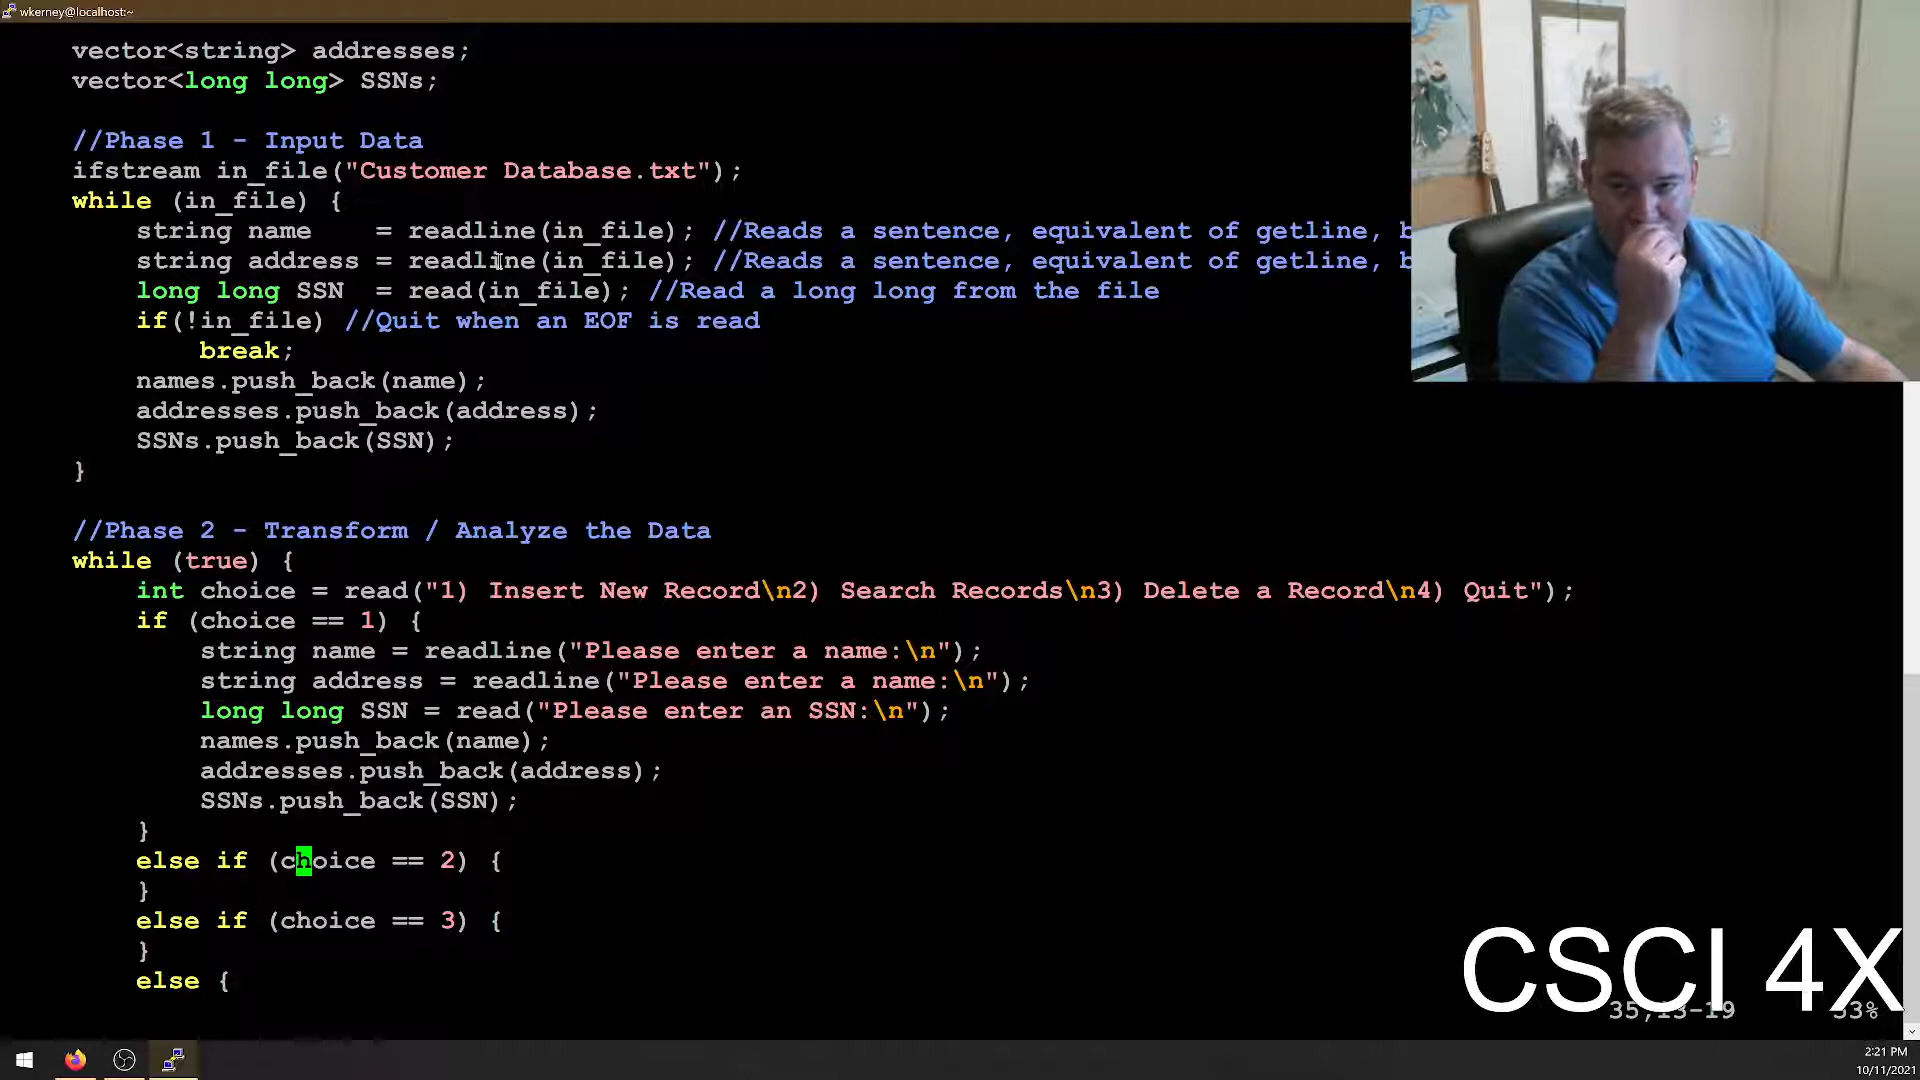 wkerney@localhost:~
vector<string> addresses;
vector<long long> SSNs;
//Phase 1 - Input Data
ifstream in_file("Customer Database.txt");
while (in_file) {
string name    = readline(in_file); //Reads a sentence, equivalent of getline, b
string address = readline(in_file); //Reads a sentence, equivalent of getline, b
long long SSN  = read(in_file); //Read a long long from the file
if(!in_file) //Quit when an EOF is read
break;
names.push_back(name);
addresses.push_back(address);
SSNs.push_back(SSN);
}
//Phase 2 - Transform / Analyze the Data
while (true) {
int choice = read("1) Insert New Record\n2) Search Records\n3) Delete a Record\n4) Quit");
if (choice == 1) {
string name = readline("Please enter a name:\n");
string address = readline("Please enter a name:\n");
long long SSN = read("Please enter an SSN:\n");
names.push_back(name);
addresses.push_back(address);
SSNs.push_back(SSN);
}
else if (choice == 2) {
}
else if (choice == 3) {
}
else {
CSCI 4X
35,13-19 53%
2:21 PM
10/11/2021